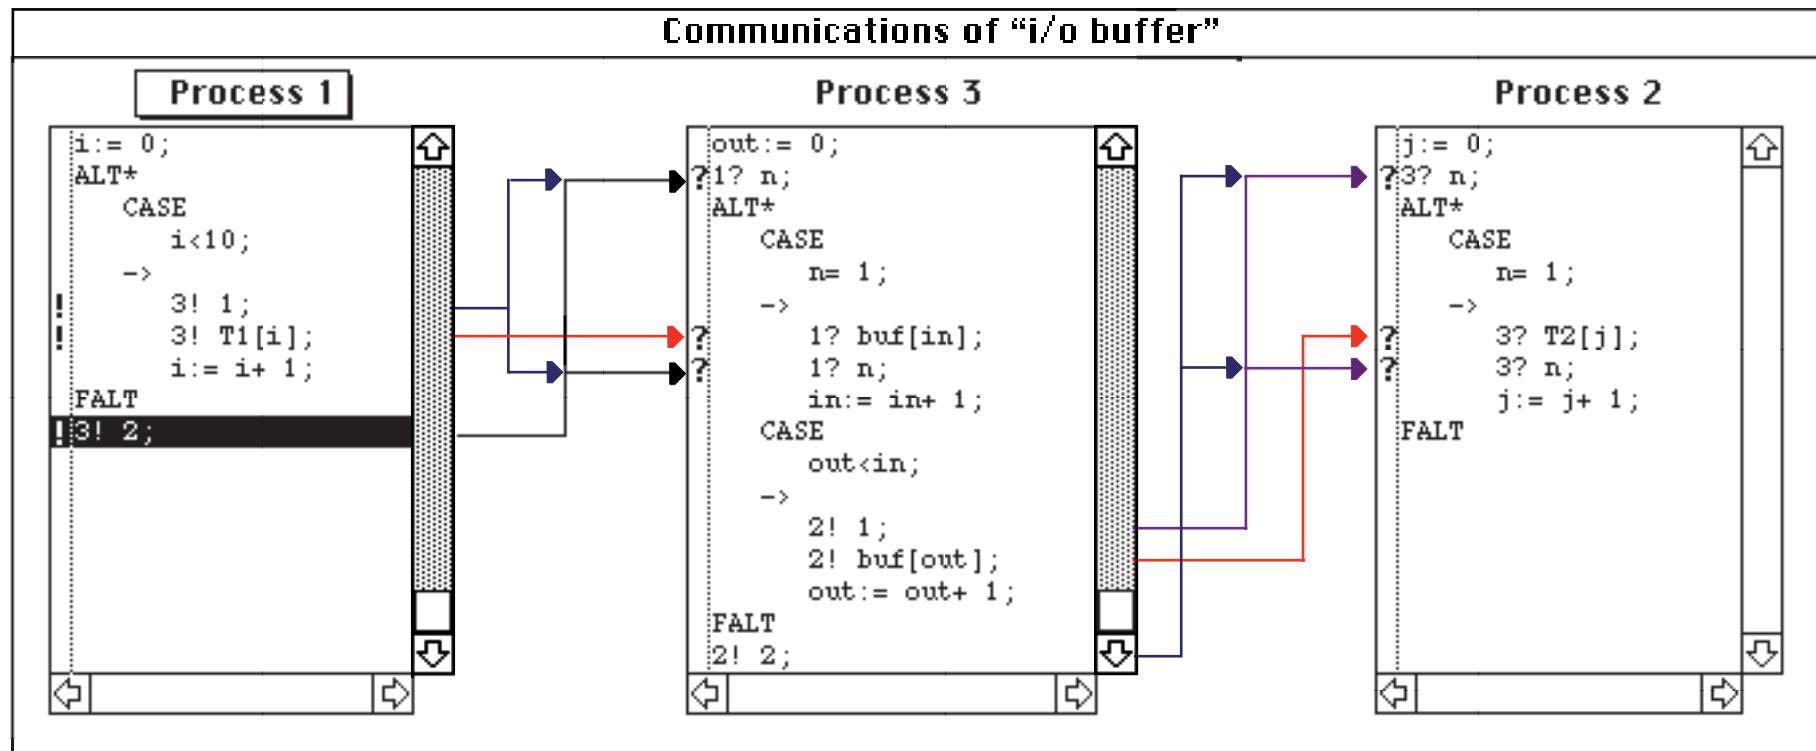 Communications of “i/o buffer”
Process 1
i:= 0;
ALT*
CASE
i<10;
->
! 3! 1;
! 3! T1[i];
i:= i+ 1;
FALT
! 3! 2;
Process 3
out:= 0;
? 1? n;
ALT*
CASE
n= 1;
->
? 1? buf[in];
? 1? n;
in:= in+ 1;
CASE
out<in;
->
2! 1;
2! buf[out];
out:= out+ 1;
FALT
2! 2;
Process 2
j:= 0;
? 3? n;
ALT*
CASE
n= 1;
->
? 3? T2[j];
? 3? n;
j:= j+ 1;
FALT